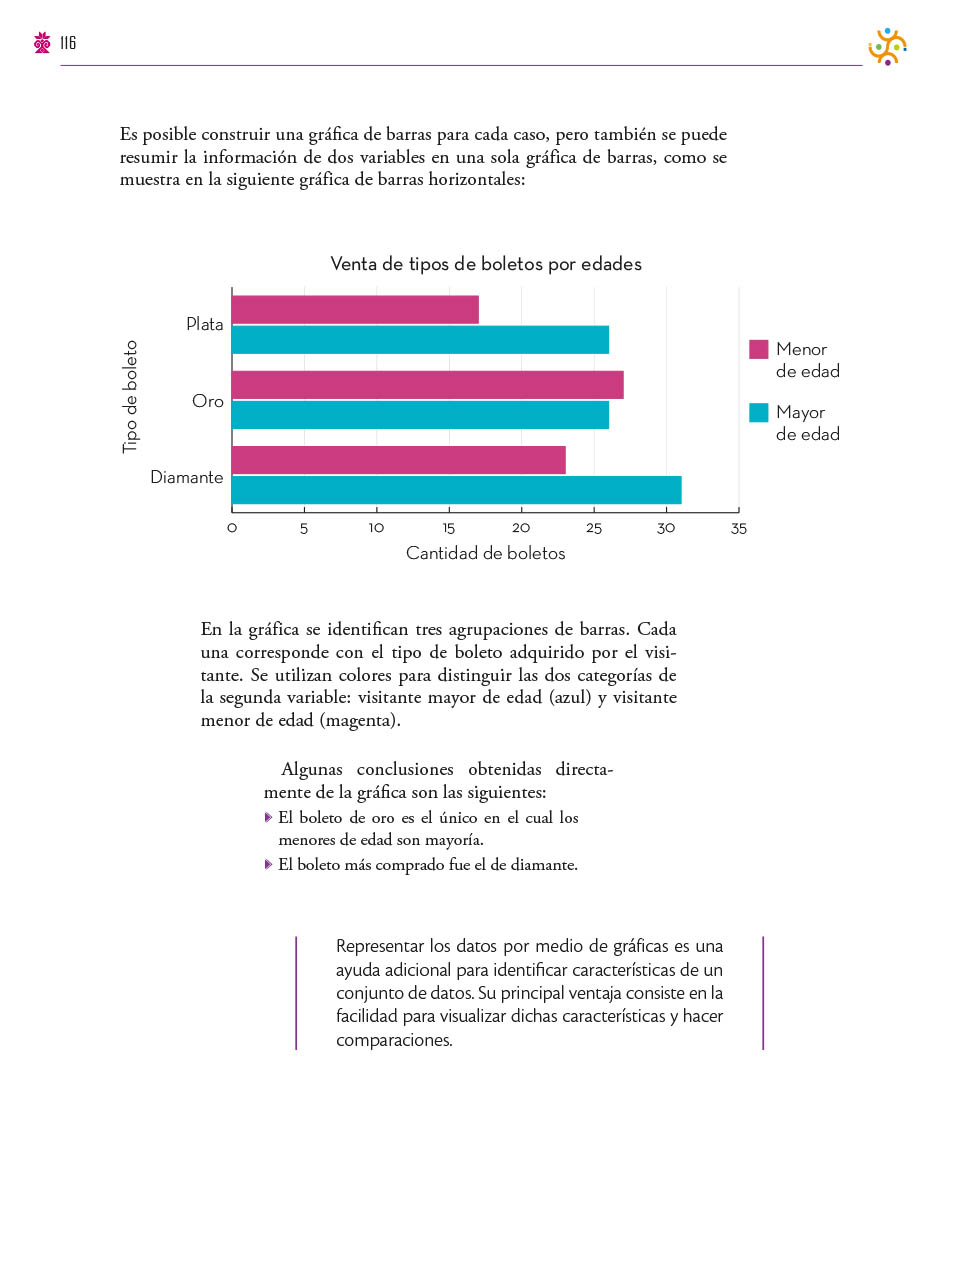 116
Es posible construir una gráfica de barras para cada caso, pero también se puede
resumir la información de dos variables en una sola gráfica de barras, como se
muestra en la siguiente gráfica de barras horizontales:
Venta de tipos de boletos por edades
Tipo de boleto
Plata
Oro
Diamante
Menor
de edad
Mayor
de edad
0 5 10 15 20 25 30 35
Cantidad de boletos
En la gráfica se identifican tres agrupaciones de barras. Cada
una corresponde con el tipo de boleto adquirido por el visi-
tante. Se utilizan colores para distinguir las dos categorías de
la segunda variable: visitante mayor de edad (azul) y visitante
menor de edad (magenta).
Algunas conclusiones obtenidas directa-
mente de la gráfica son las siguientes:
El boleto de oro es el único en el cual los
menores de edad son mayoría.
El boleto más comprado fue el de diamante.
Representar los datos por medio de gráficas es una
ayuda adicional para identificar características de un
conjunto de datos. Su principal ventaja consiste en la
facilidad para visualizar dichas características y hacer
comparaciones.